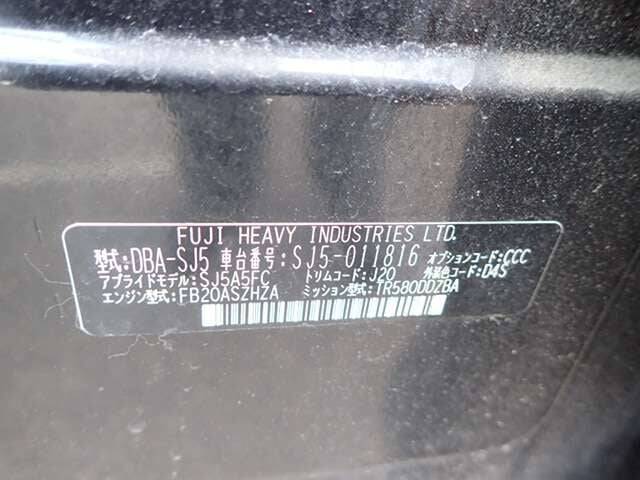 FUJI HEAVY INDUSTRIES LTD.
型式:DBA-SJ5 車台番号:SJ5-011816 オプションコード:CCC
アプライドモデル:SJ5A5FC トリムコード:J20 外装色コード:D4S
エンジン型式:FB20ASZHZA ミッション型式:TR580DDZBA